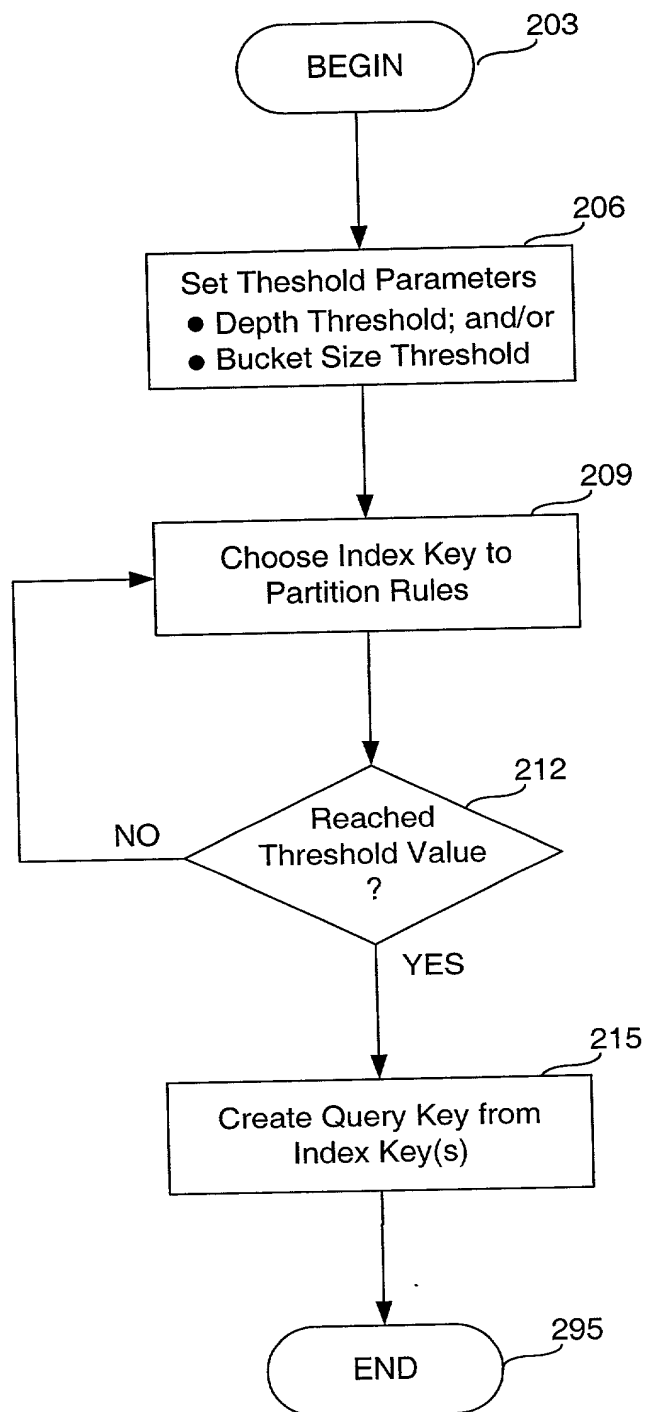 203
BEGIN
206
Set Theshold Parameters
● Depth Threshold; and/or
● Bucket Size Threshold
209
Choose Index Key to
Partition Rules
212
Reached
Threshold Value
?
NO
YES
215
Create Query Key from
Index Key(s)
295
END